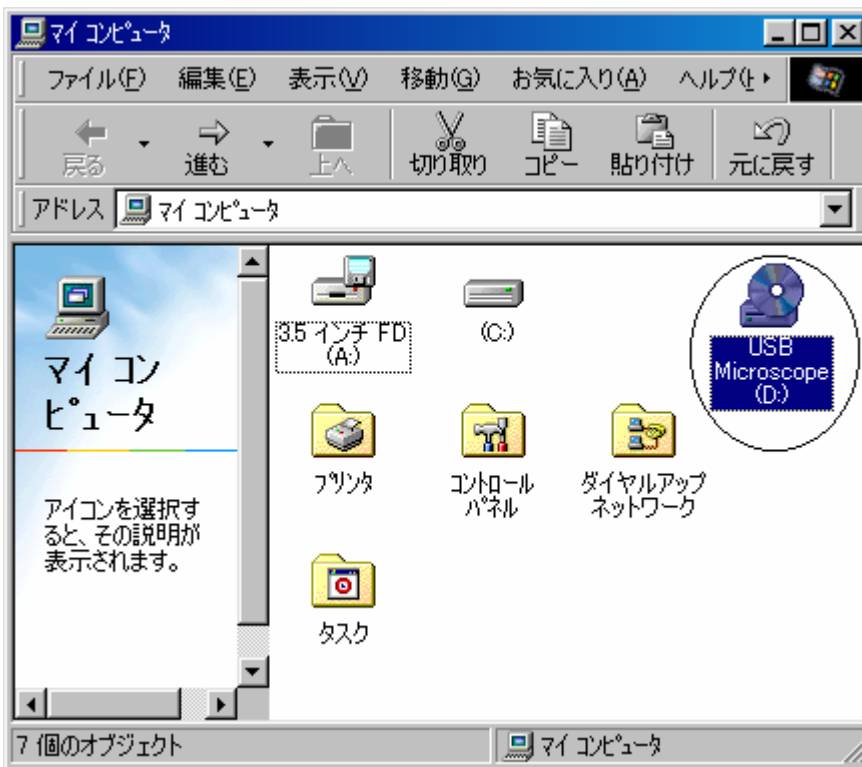 マイ コンピュータ
ファイル(F) 編集(E) 表示(V) 移動(G) お気に入り(A) ヘルプ(
戻る 進む 上へ 切り取り コピー 貼り付け 元に戻す
アドレス マイ コンピュータ
マイ コン
ピュータ
アイコンを選択す
ると、その説明が
表示されます。
3.5 インチ FD
(A:)
(C:)
USB
Microscope
(D:)
プリンタ
コントロール
パネル
ダイヤルアップ
ネットワーク
タスク
7 個のオブジェクト マイ コンピュータ